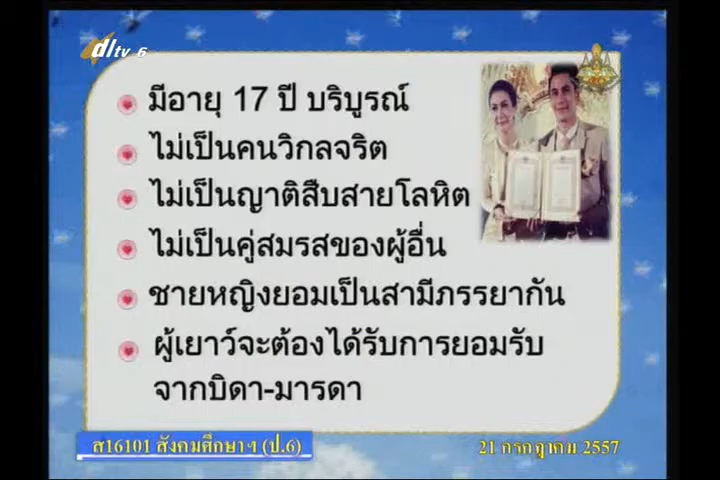 dltv 6
มีอายุ 17 ปี บริบูรณ์
ไม่เป็นคนวิกลจริต
ไม่เป็นญาติสืบสายโลหิต
ไม่เป็นคู่สมรสของผู้อื่น
ชายหญิงยอมเป็นสามีภรรยากัน
ผู้เยาว์จะต้องได้รับการยอมรับ
จากบิดา-มารดา
ส16101 สังคมศึกษาฯ (ป.6)
21 กรกฎาคม 2557